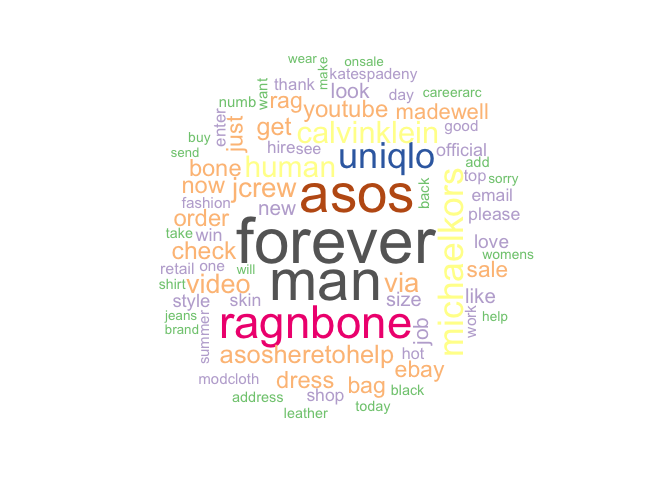 wear
onsale
make
katespadeny
thank
want
look
day
careerarc
numb
rag
youtube
madewell
enter
just
get
calvinklein
good
buy
hire
see
uniqlo
official
send
bone
human
add
now
jcrew
asos
back
top
sorry
fashion
new
email
order
michaelkors
please
take
win
forever
love
check
womens
retail
one
will
man
via
sale
shirt
video
style
skin
size
like
jeans
ragnbone
job
work
help
brand
summer
asosheretohelp
hot
modcloth
dress
bag
ebay
black
address
shop
leather
today